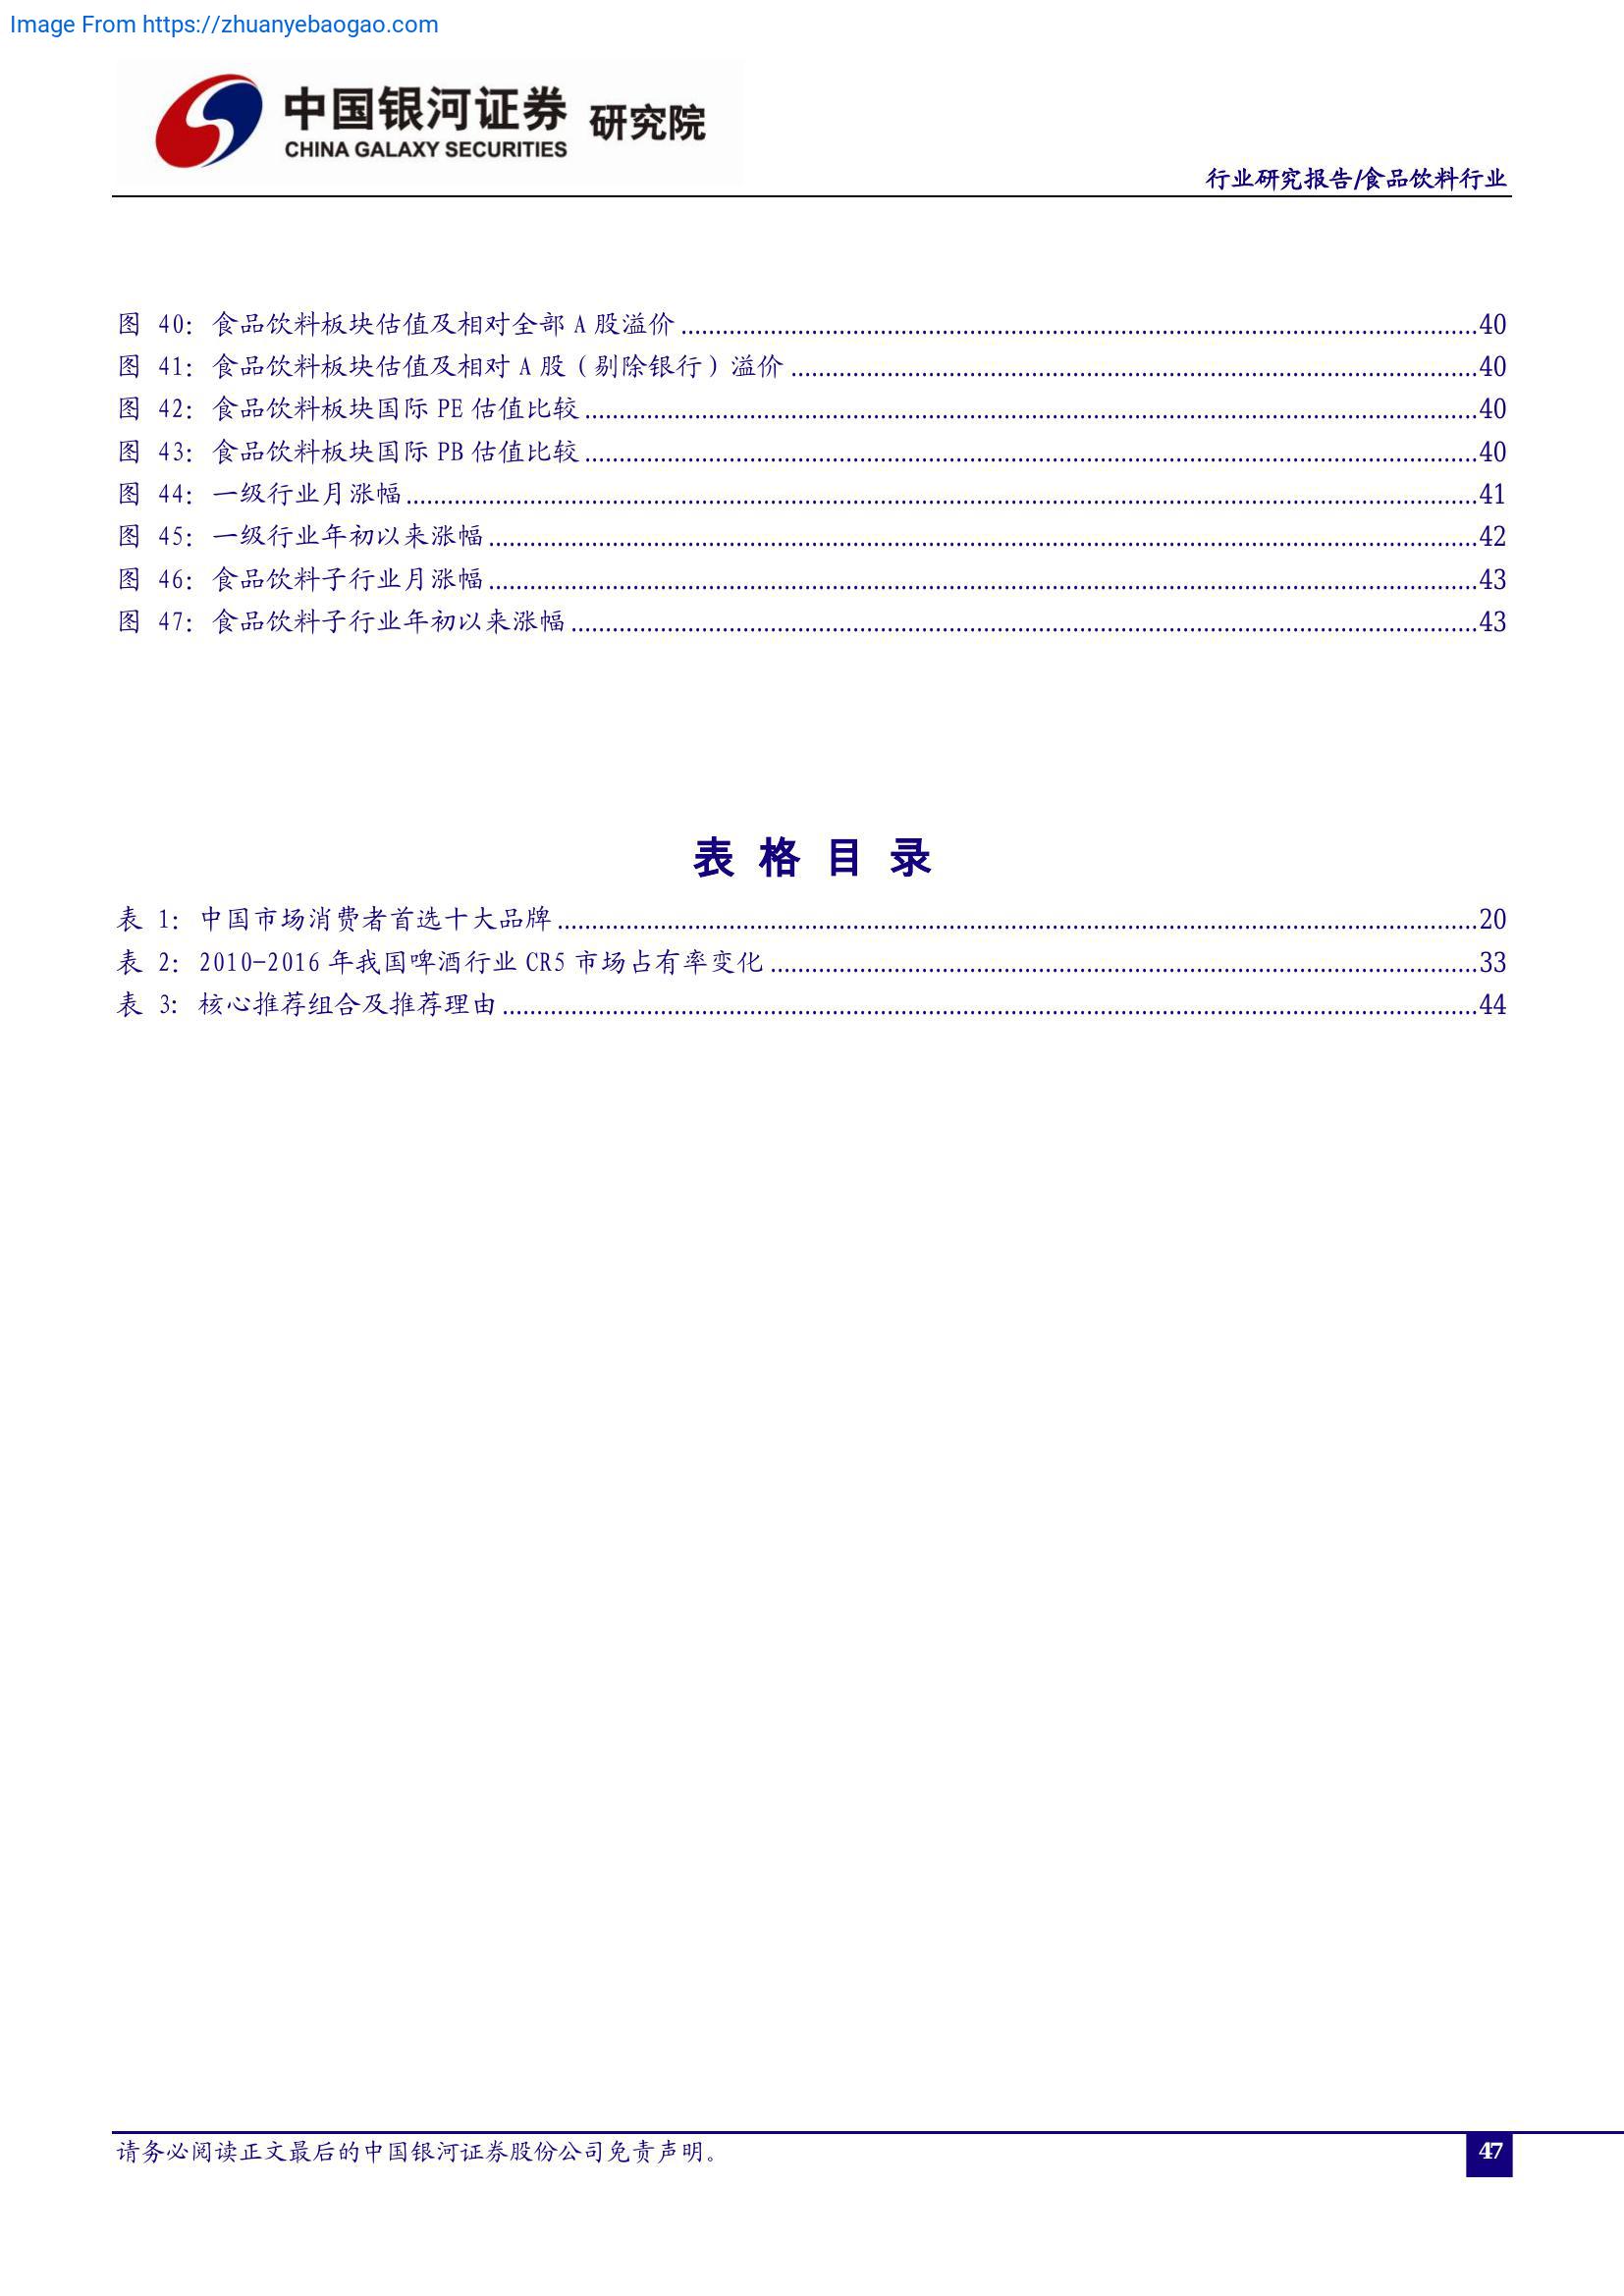 Image From https://zhuanyebaogao.com
中国银河证券 研究院
CHINA GALAXY SECURITIES
行业研究报告/食品饮料行业
图 40：食品饮料板块估值及相对全部 A 股溢价 40
图 41：食品饮料板块估值及相对 A 股（剔除银行）溢价 40
图 42：食品饮料板块国际 PE 估值比较 40
图 43：食品饮料板块国际 PB 估值比较 40
图 44：一级行业月涨幅 41
图 45：一级行业年初以来涨幅 42
图 46：食品饮料子行业月涨幅 43
图 47：食品饮料子行业年初以来涨幅 43
表 格 目 录
表 1：中国市场消费者首选十大品牌 20
表 2：2010-2016 年我国啤酒行业 CR5 市场占有率变化 33
表 3：核心推荐组合及推荐理由 44
请务必阅读正文最后的中国银河证券股份公司免责声明。
47